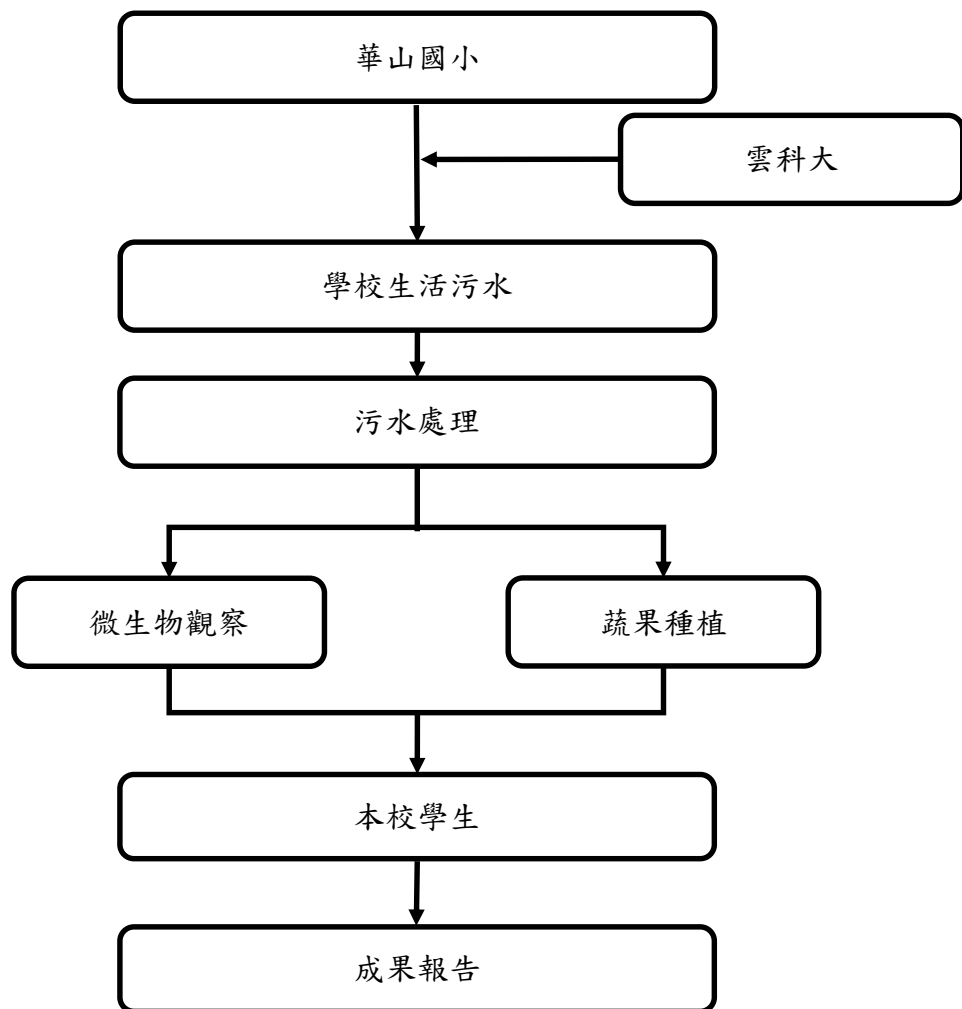 華山國小
雲科大
學校生活污水
污水處理
微生物觀察
蔬果種植
本校學生
成果報告